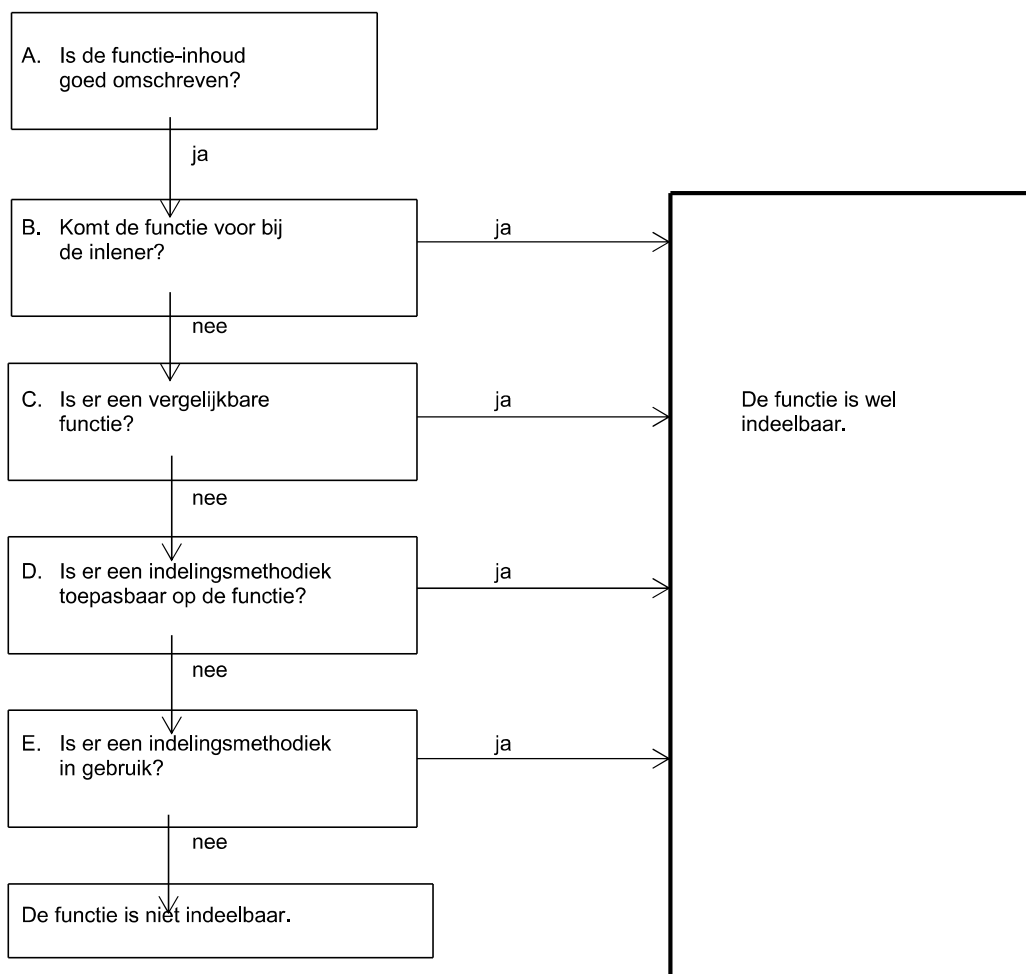 A. Is de functie-inhoud
goed omschreven?
ja
B. Komt de functie voor bij
de inlener?
ja
nee
C. Is er een vergelijkbare
functie?
ja
De functie is wel
indeelbaar.
nee
D. Is er een indelingsmethodiek
toepasbaar op de functie?
ja
nee
E. Is er een indelingsmethodiek
in gebruik?
ja
nee
De functie is niet indeelbaar.